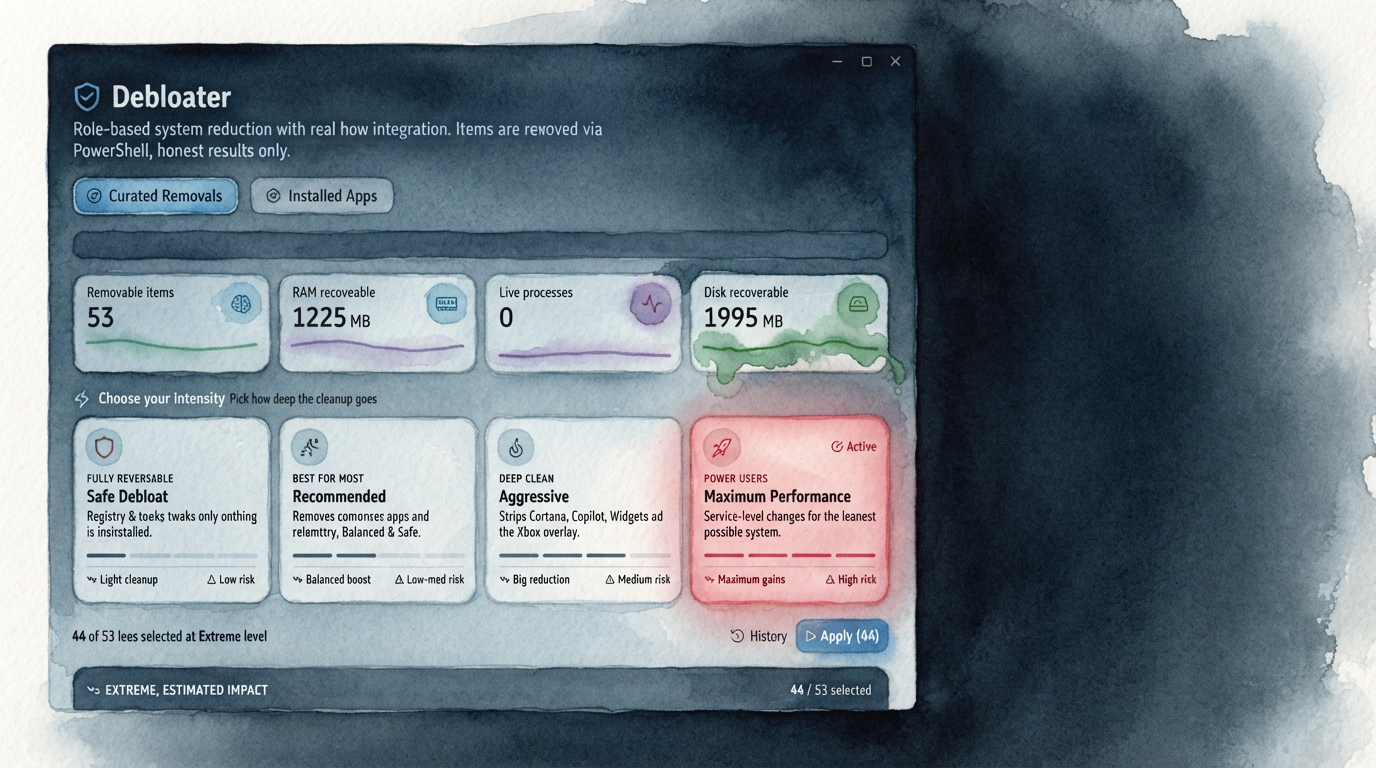 Debloater
Role-based system reduction with real how integration. Items are rewoved via
PowerShell, honest results only.
Curated Removals
Installed Apps
Removable items
53
RAM recoveable
1225 MB
Live processes
0
Disk recoverable
1995 MB
Choose your Intensity Pick how deep the cleanup goes
FULLY REVERSABLE
Safe Debloat
Registry & toeks twaks only onthing
is insirstalled.
Light cleanup
Low risk
BEST FOR MOST
Recommended
Removes comonses apps and
relamttry, Balanced & Safe.
Balanced boost
Low-med risk
DEEP CLEAN
Aggressive
Strips Cortana, Copilot, Widgets ad
the Xbox overlay.
Big reduction
Medium risk
Active
POWER USERS
Maximum Performance
Service-level changes for the leanest
possible system.
Maximum gains
High rick
44 of 53 lees selected at Extreme level
History
Apply (44)
EXTREME, ESTIMATED IMPACT
44 / 53 selected